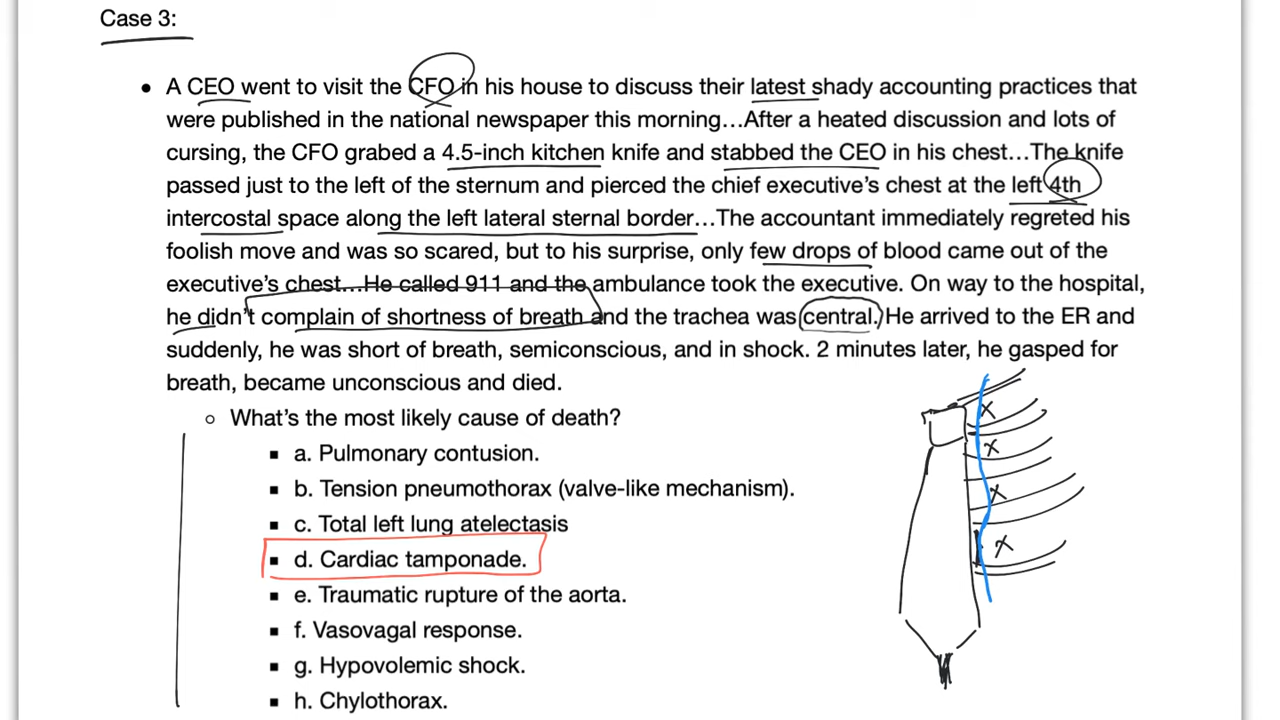 Case 3:
A CEO went to visit the CFO in his house to discuss their latest shady accounting practices that
were published in the national newspaper this morning...After a heated discussion and lots of
cursing, the CFO grabed a 4.5-inch kitchen knife and stabbed the CEO in his chest...The knife
passed just to the left of the sternum and pierced the chief executive's chest at the left 4th
intercostal space along the left lateral sternal border...The accountant immediately regreted his
foolish move and was so scared, but to his surprise, only few drops of blood came out of the
executive's chest...He called 911 and the ambulance took the executive. On way to the hospital,
he didn't complain of shortness of breath and the trachea was central. He arrived to the ER and
suddenly, he was short of breath, semiconscious, and in shock. 2 minutes later, he gasped for
breath, became unconscious and died.
What's the most likely cause of death?
a. Pulmonary contusion.
b. Tension pneumothorax (valve-like mechanism).
c. Total left lung atelectasis
d. Cardiac tamponade.
e. Traumatic rupture of the aorta.
f. Vasovagal response.
g. Hypovolemic shock.
h. Chylothorax.